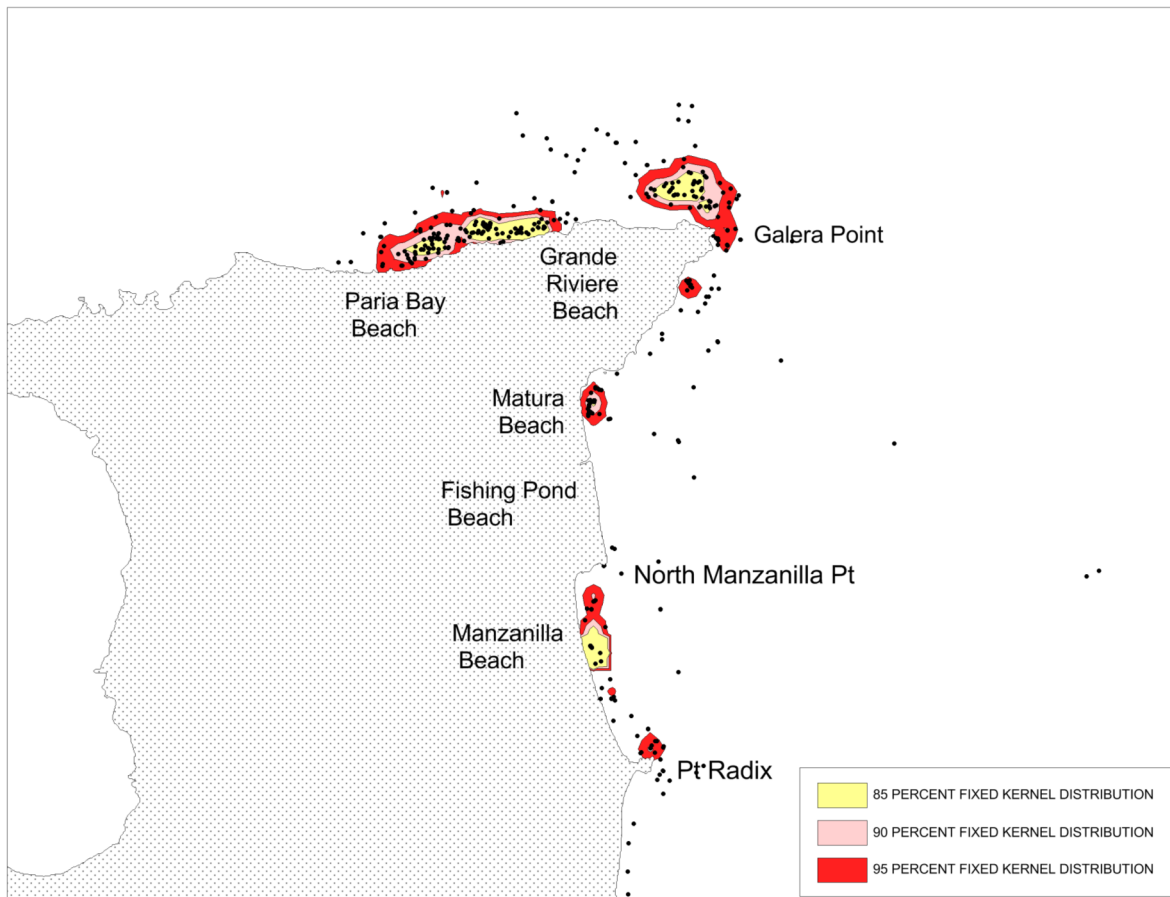 Galera Point
Grande
Riviere
Beach
Paria Bay
Beach
Matura
Beach
Fishing Pond
Beach
North Manzanilla Pt
Manzanilla
Beach
Pt Radix
85 PERCENT FIXED KERNEL DISTRIBUTION
90 PERCENT FIXED KERNEL DISTRIBUTION
95 PERCENT FIXED KERNEL DISTRIBUTION